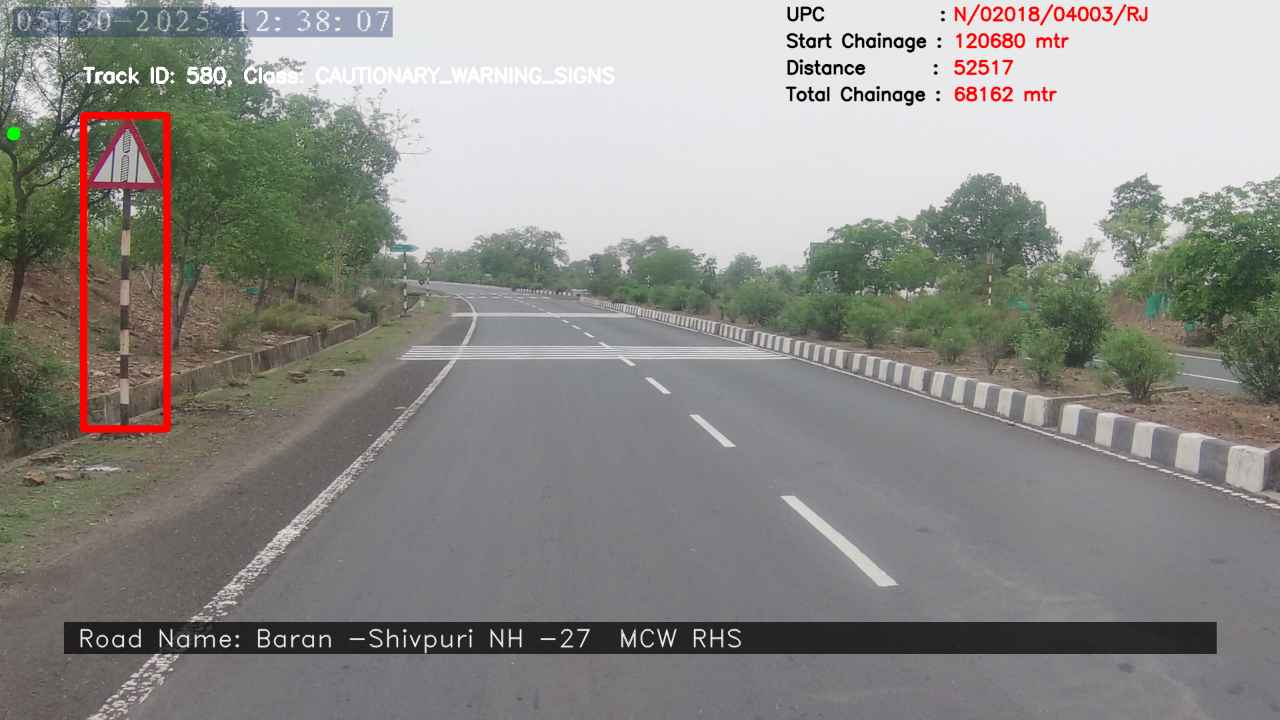 05-30-2025 12:38:07
UPC : N/02018/04003/RJ
Start Chainage : 120680 mtr
Track ID: 580, Class: CAUTIONARY_WARNING_SIGNS
Distance : 52517
Total Chainage : 68162 mtr
Road Name: Baran -Shivpuri NH -27 MCW RHS